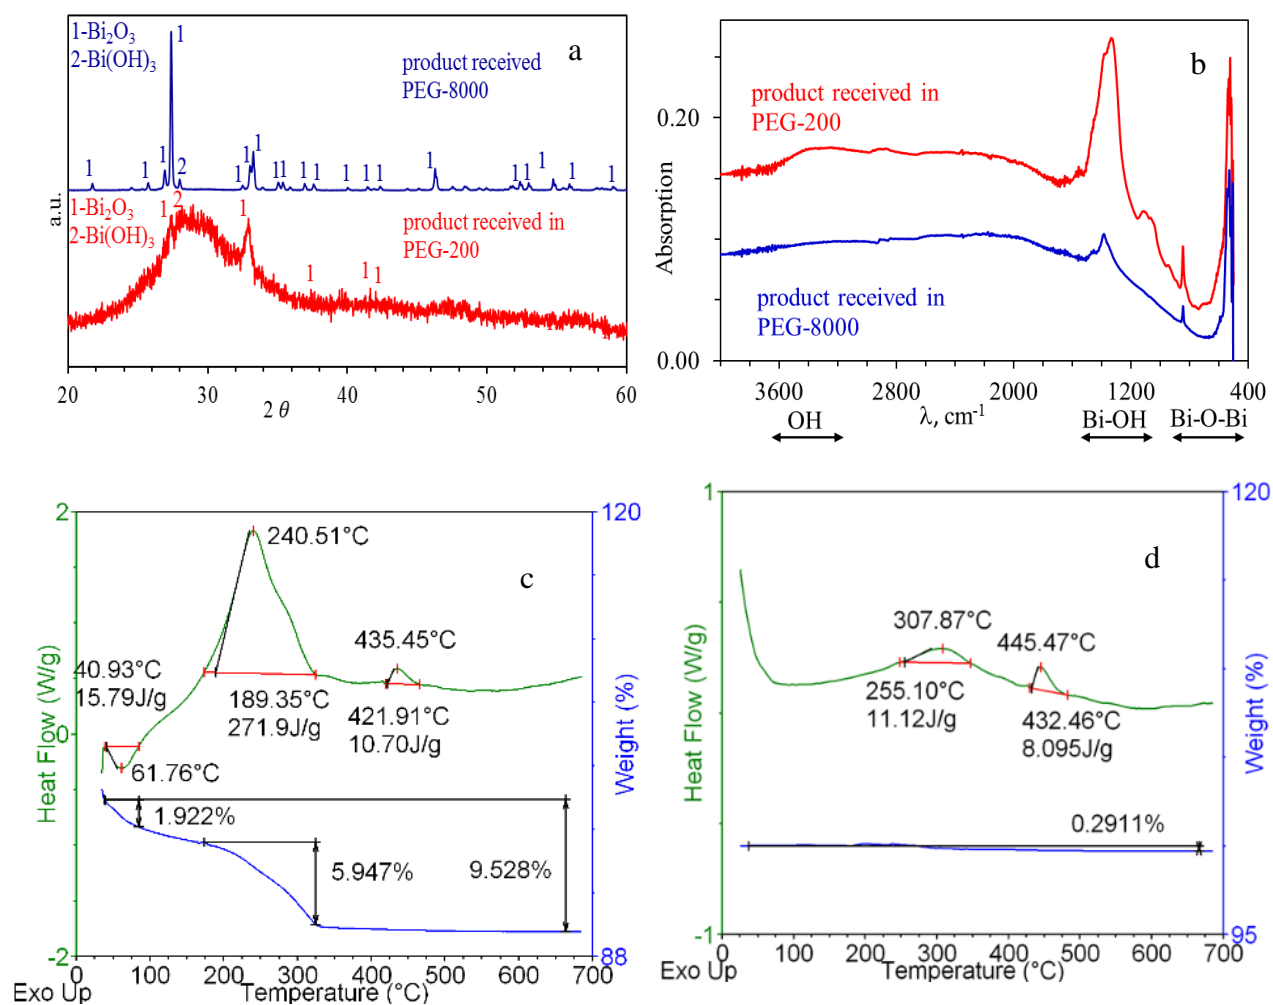 1-Bi₂O₃
2-Bi(OH)₃
1
product received
PEG-8000
a
1 1 1 2 1 1 1 11 1 1 1 1 1 1 1 1 1 1 1
a.u.
1-Bi₂O₃
2-Bi(OH)₃
1 2 1
product received in
PEG-200
1 1 1
20 30 40 50 60
2 θ
b
product received in
PEG-200
0.20
Absorption
product received in
PEG-8000
0.00
3600 2800 2000 1200 400
OH
λ, cm⁻¹
Bi-OH
Bi-O-Bi
2
120
240.51°C
c
435.45°C
40.93°C
15.79J/g
189.35°C
271.9J/g
421.91°C
10.70J/g
0
61.76°C
Heat Flow (W/g)
Weight (%)
1.922%
5.947%
9.528%
-2
88
0 100 200 300 400 500 600 700
Exo Up
Temperature (°C)
1
120
d
307.87°C
445.47°C
255.10°C
11.12J/g
432.46°C
8.095J/g
Heat Flow (W/g)
Weight (%)
0.2911%
-1
95
0 100 200 300 400 500 600 700
Exo Up
Temperature (°C)